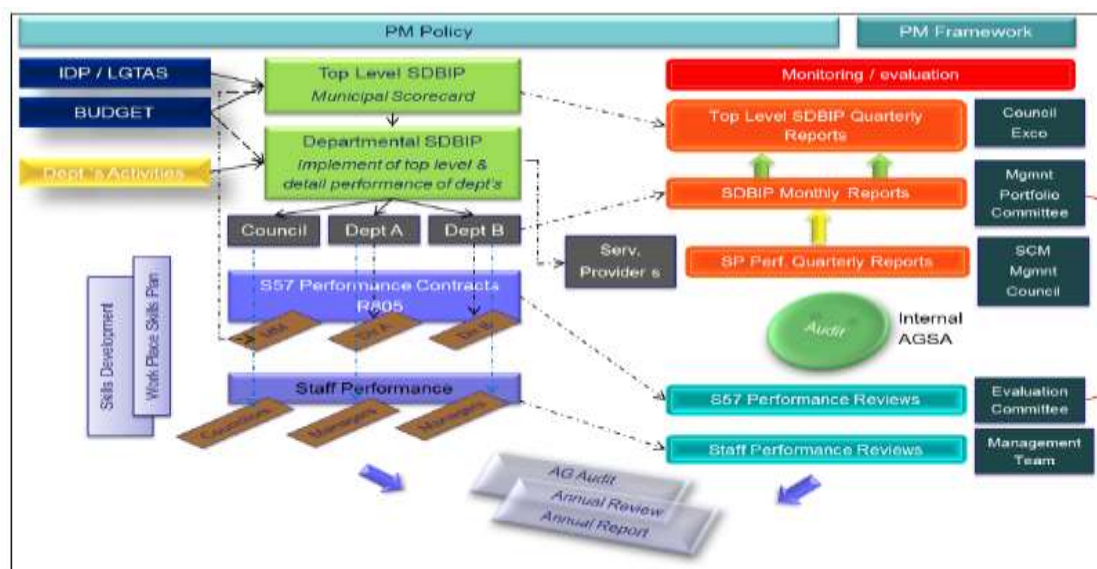 PM Policy
PM Framework
IDP / LGTAS
BUDGET
Dept 's Activities
Top Level SDBIP
Municipal Scorecard
Departmental SDBIP
Implement of top level &
detail performance of dept's
Council
Dept A
Dept B
Serv.
Provider s
S57 Performance Contracts
R805
MM
Dir A
Dir B
Staff Performance
Councilors
Managers
Managers
Skills Development
Work Place Skills Plan
Monitoring / evaluation
Top Level SDBIP Quarterly
Reports
Council
Exco
SDBIP Monthly Reports
Mgmnt
Portfolio
Committee
SP Perf. Quarterly Reports
SCM
Mgmnt
Council
Audit
Internal
AGSA
S57 Performance Reviews
Evaluation
Committee
Staff Performance Reviews
Management
Team
AG Audit
Annual Review
Annual Report